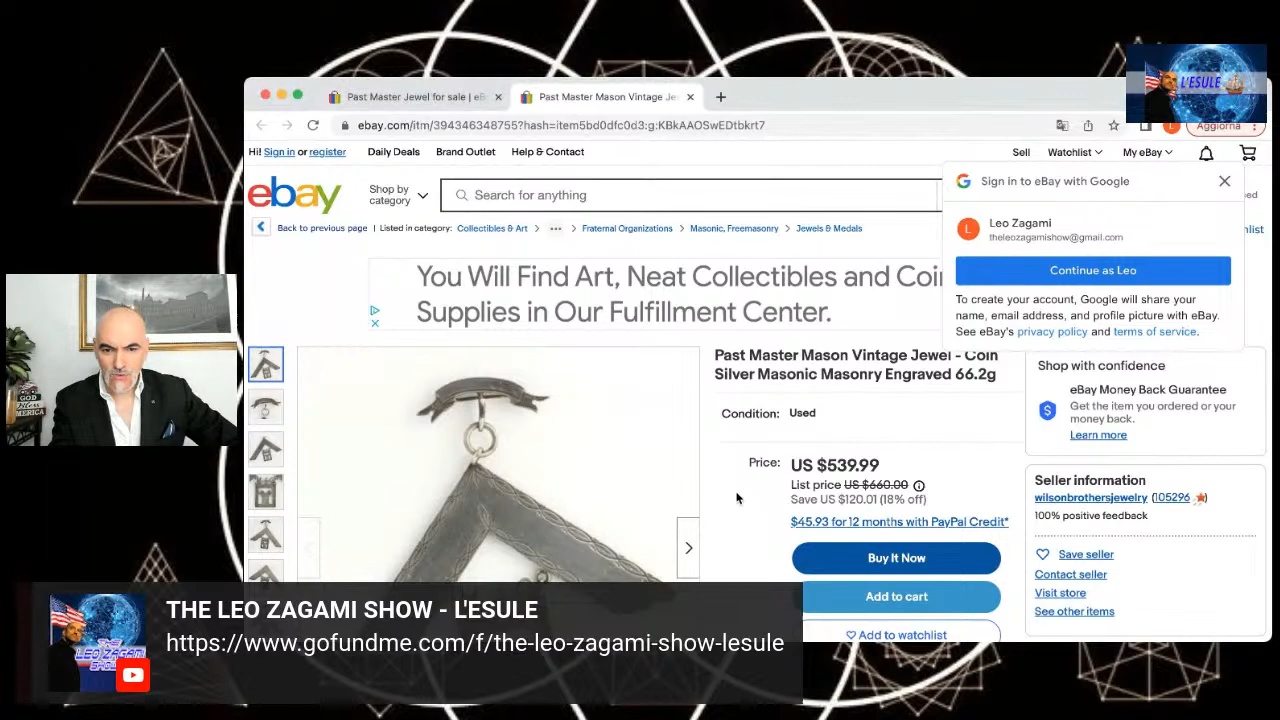 L'ESULE
Past Master Jewel for sale | eB
Past Master Mason Vintage Je
ebay.com/itm/394346348755?hash=item5bd0dfc0d3:g:KBkAAOSwEDtbkrt7
Aggiorna
Hi! Sign in or register
Daily Deals
Brand Outlet
Help & Contact
Sell
Watchlist
My eBay
ebay
Shop by
category
Search for anything
Sign in to eBay with Google
Leo Zagami
theleozagamishow@gmail.com
Continue as Leo
To create your account, Google will share your
name, email address, and profile picture with eBay.
See eBay's privacy policy and terms of service.
Back to previous page | Listed in category: Collectibles & Art > ··· > Fraternal Organizations > Masonic, Freemasonry > Jewels & Medals
You Will Find Art, Neat Collectibles and Coi
Supplies in Our Fulfillment Center.
Past Master Mason Vintage Jewel - Coin
Silver Masonic Masonry Engraved 66.2g
Condition: Used
Price: US $539.99
List price US $660.00
Save US $120.01 (18% off)
$45.93 for 12 months with PayPal Credit*
Buy It Now
Add to cart
Add to watchlist
Shop with confidence
eBay Money Back Guarantee
Get the item you ordered or your
money back.
Learn more
Seller information
wilsonbrothersjewelry (105296)
100% positive feedback
Save seller
Contact seller
Visit store
See other items
GOD
Bless
AMERICA
THE
LEO ZAGAMI
SHOW
THE LEO ZAGAMI SHOW - L'ESULE
https://www.gofundme.com/f/the-leo-zagami-show-lesule